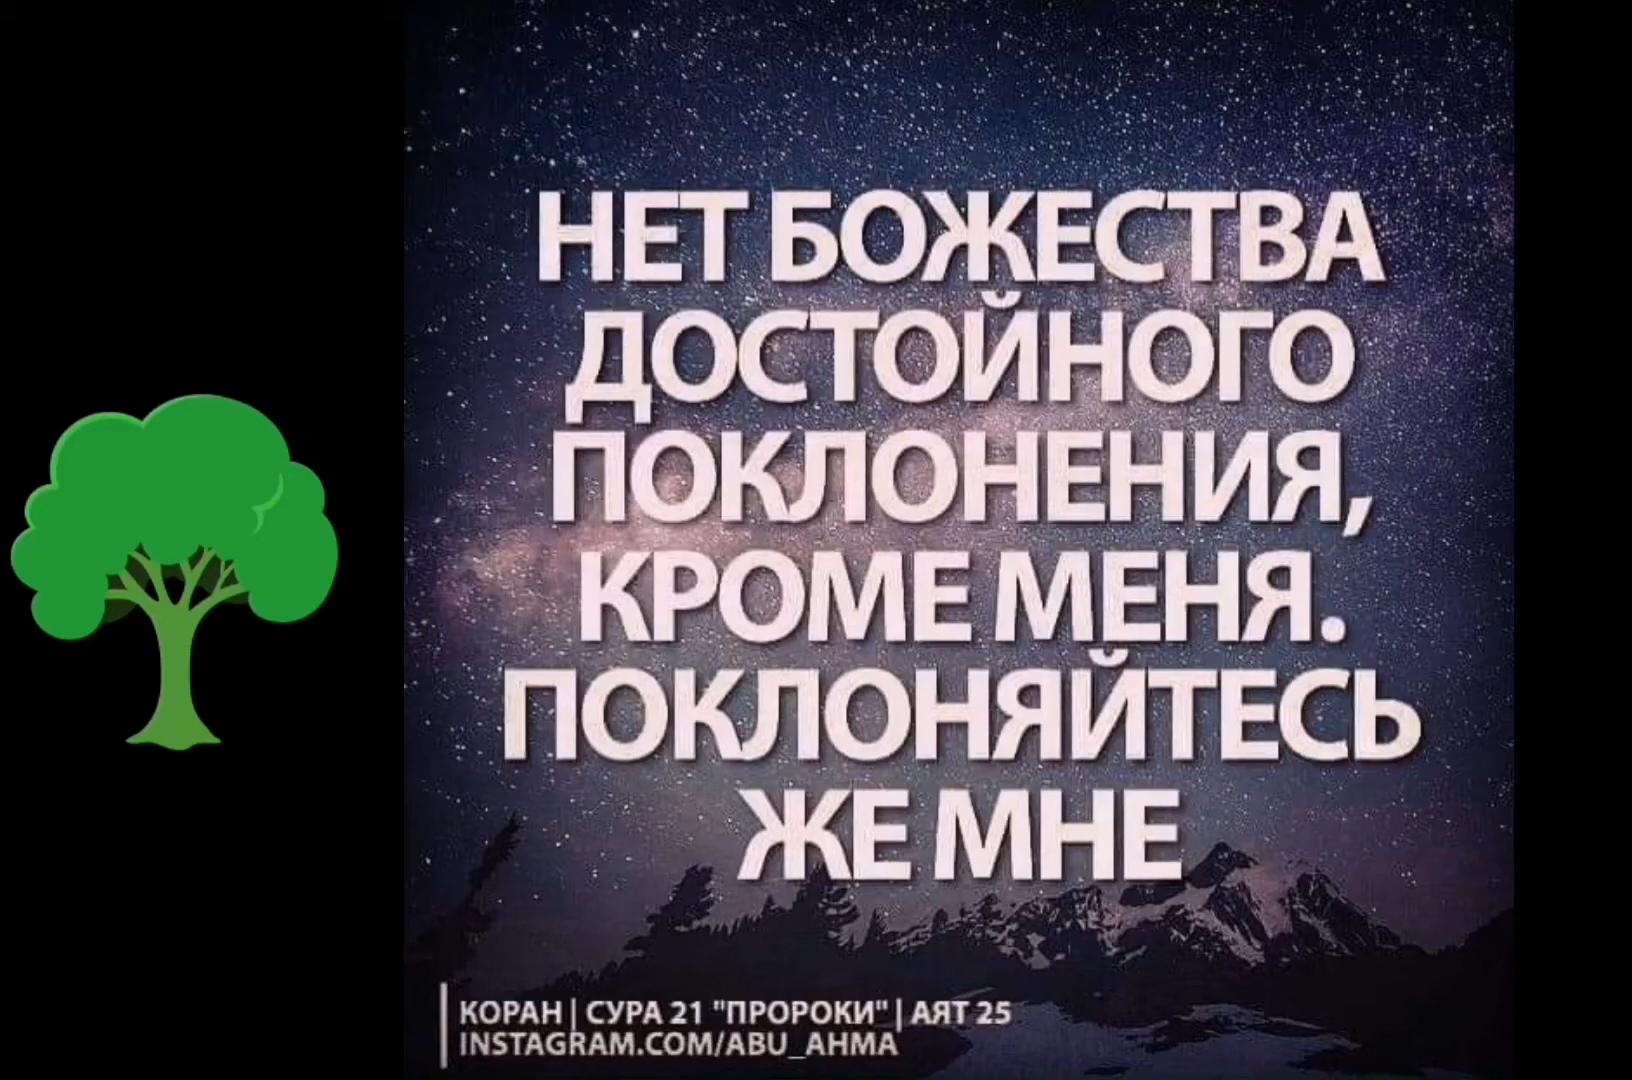 НЕТ БОЖЕСТВА
ДОСТОЙНОГО
ПОКЛОНЕНИЯ,
КРОМЕ МЕНЯ.
ПОКЛОНЯЙТЕСЬ
ЖЕ МНЕ
КОРАН | СУРА 21 "ПРОРОКИ" | АЯТ 25
INSTAGRAM.COM/ABU_AHMA